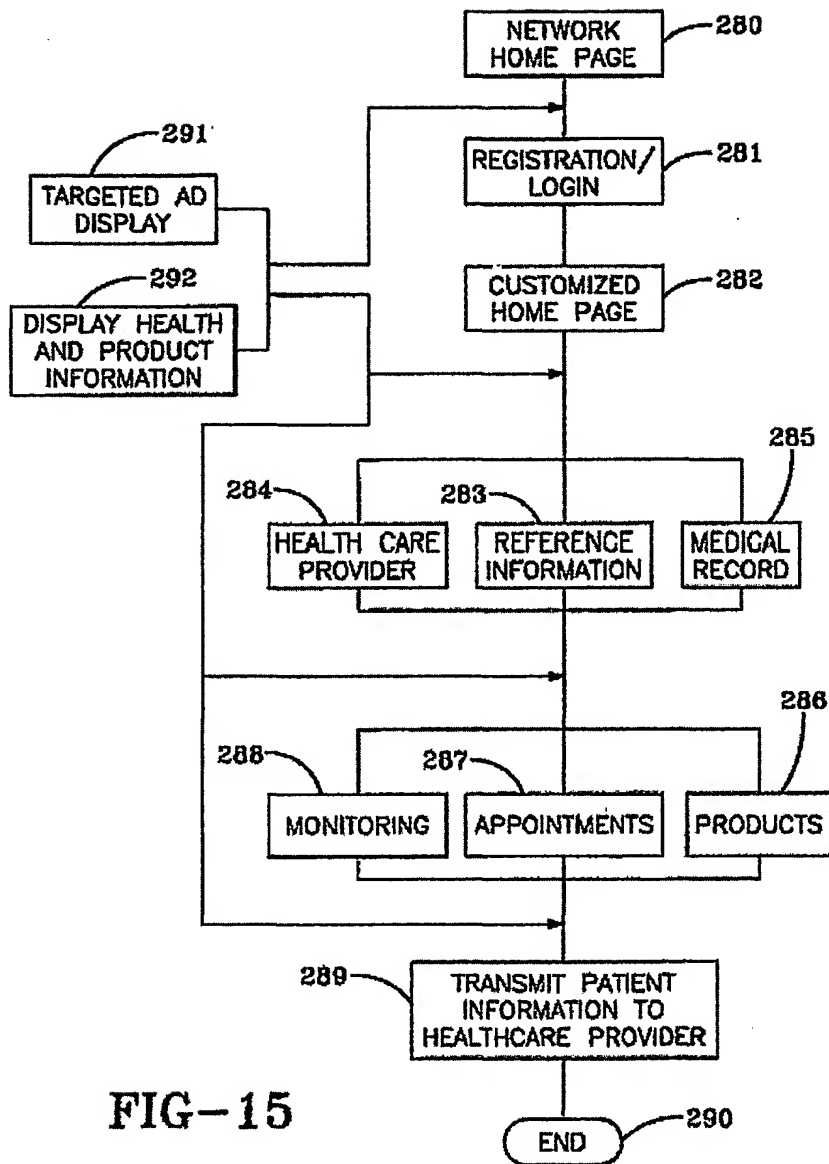 280
NETWORK
HOME PAGE
291
281
REGISTRATION/
LOGIN
TARGETED AD
DISPLAY
292
282
CUSTOMIZED
HOME PAGE
DISPLAY HEALTH
AND PRODUCT
INFORMATION
285
284
283
HEALTH CARE
PROVIDER
REFERENCE
INFORMATION
MEDICAL
RECORD
286
288
287
MONITORING
APPOINTMENTS
PRODUCTS
289
TRANSMIT PATIENT
INFORMATION TO
HEALTHCARE PROVIDER
FIG-15
290
END